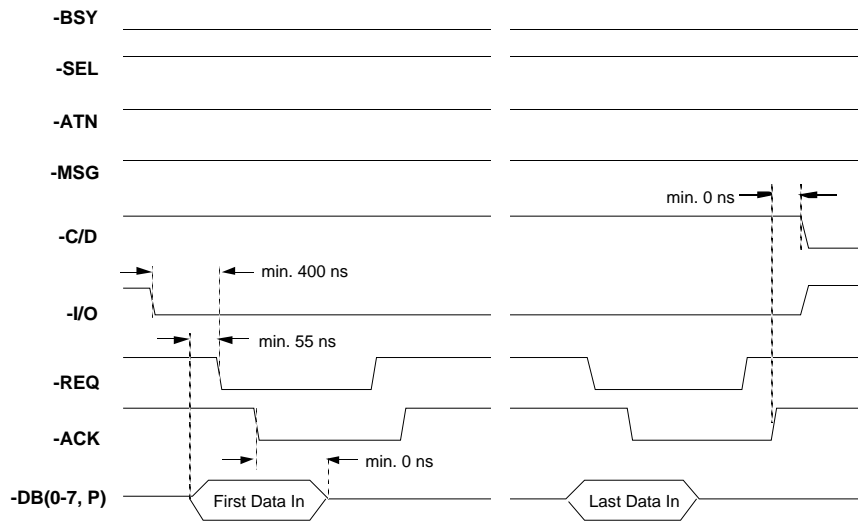 -BSY
-SEL
-ATN
-MSG
min. 0 ns
-C/D
min. 400 ns
-I/O
min. 55 ns
-REQ
-ACK
min. 0 ns
-DB(0-7, P)
First Data In
Last Data In